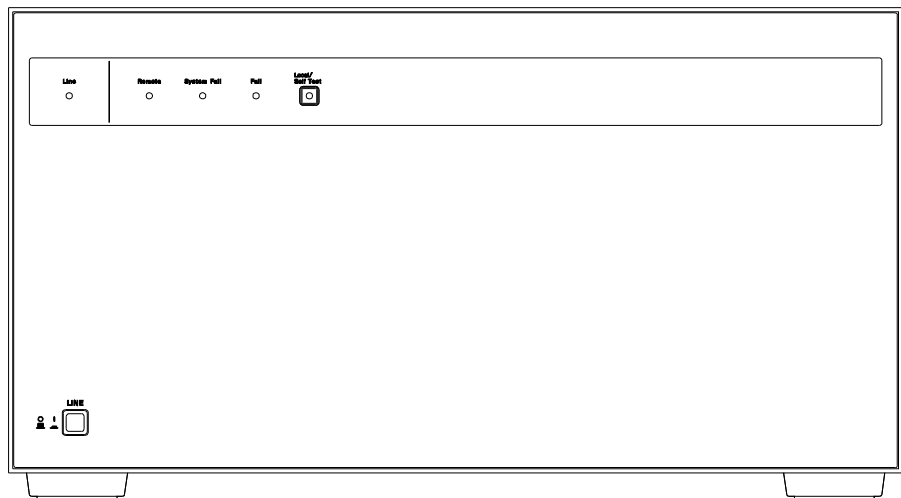 Line
Remote
System Fail
Fail
Local/
Self Test
LINE